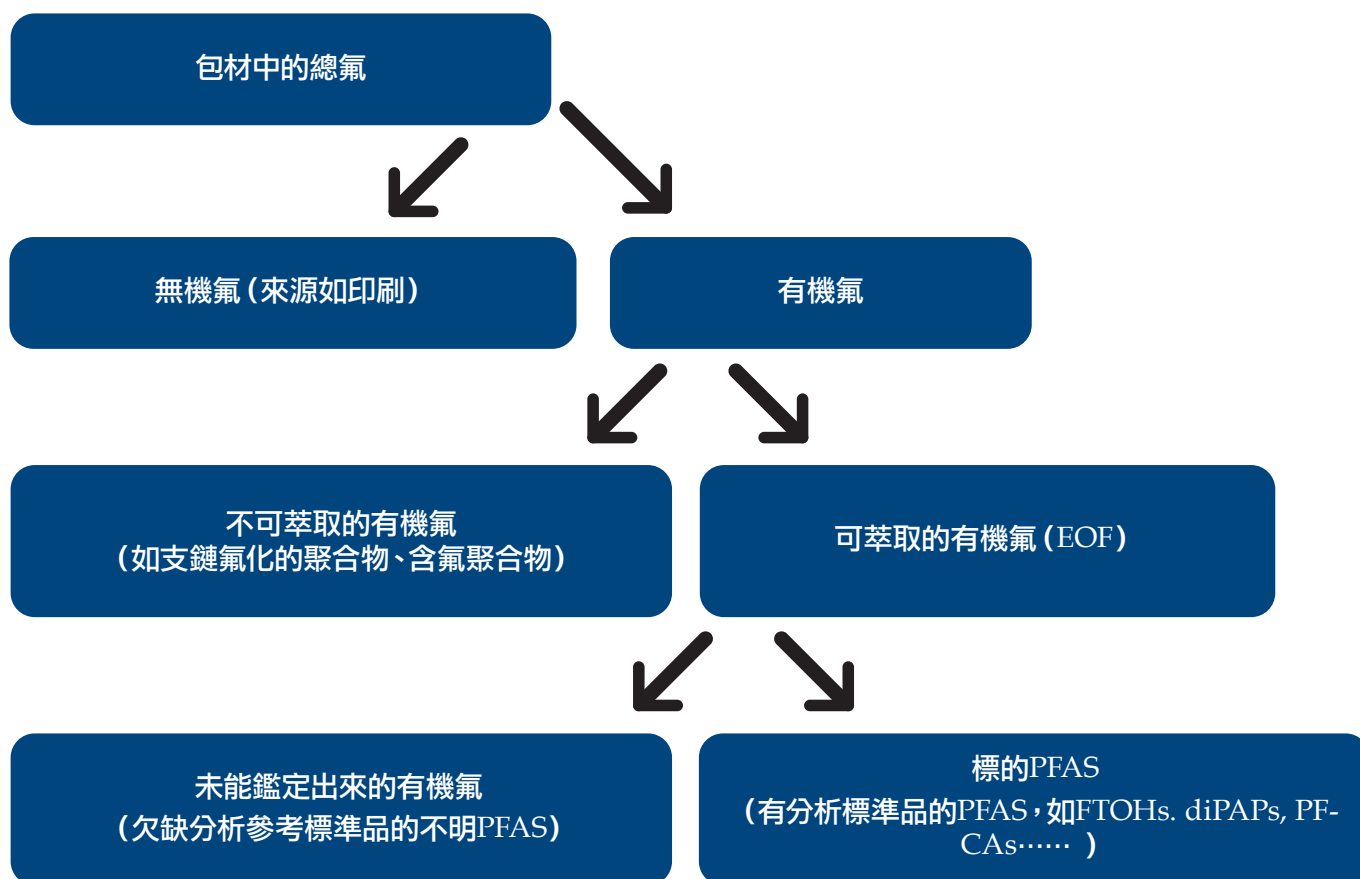 包材中的總氟
無機氟（來源如印刷）
有機氟
不可萃取的有機氟
（如支鏈氟化的聚合物、含氟聚合物）
可萃取的有機氟（EOF）
未能鑑定出來的有機氟
（欠缺分析參考標準品的不明PFAS）
標的PFAS
（有分析標準品的PFAS，如FTOHs. diPAPs, PF-
CAs⋯⋯ ）